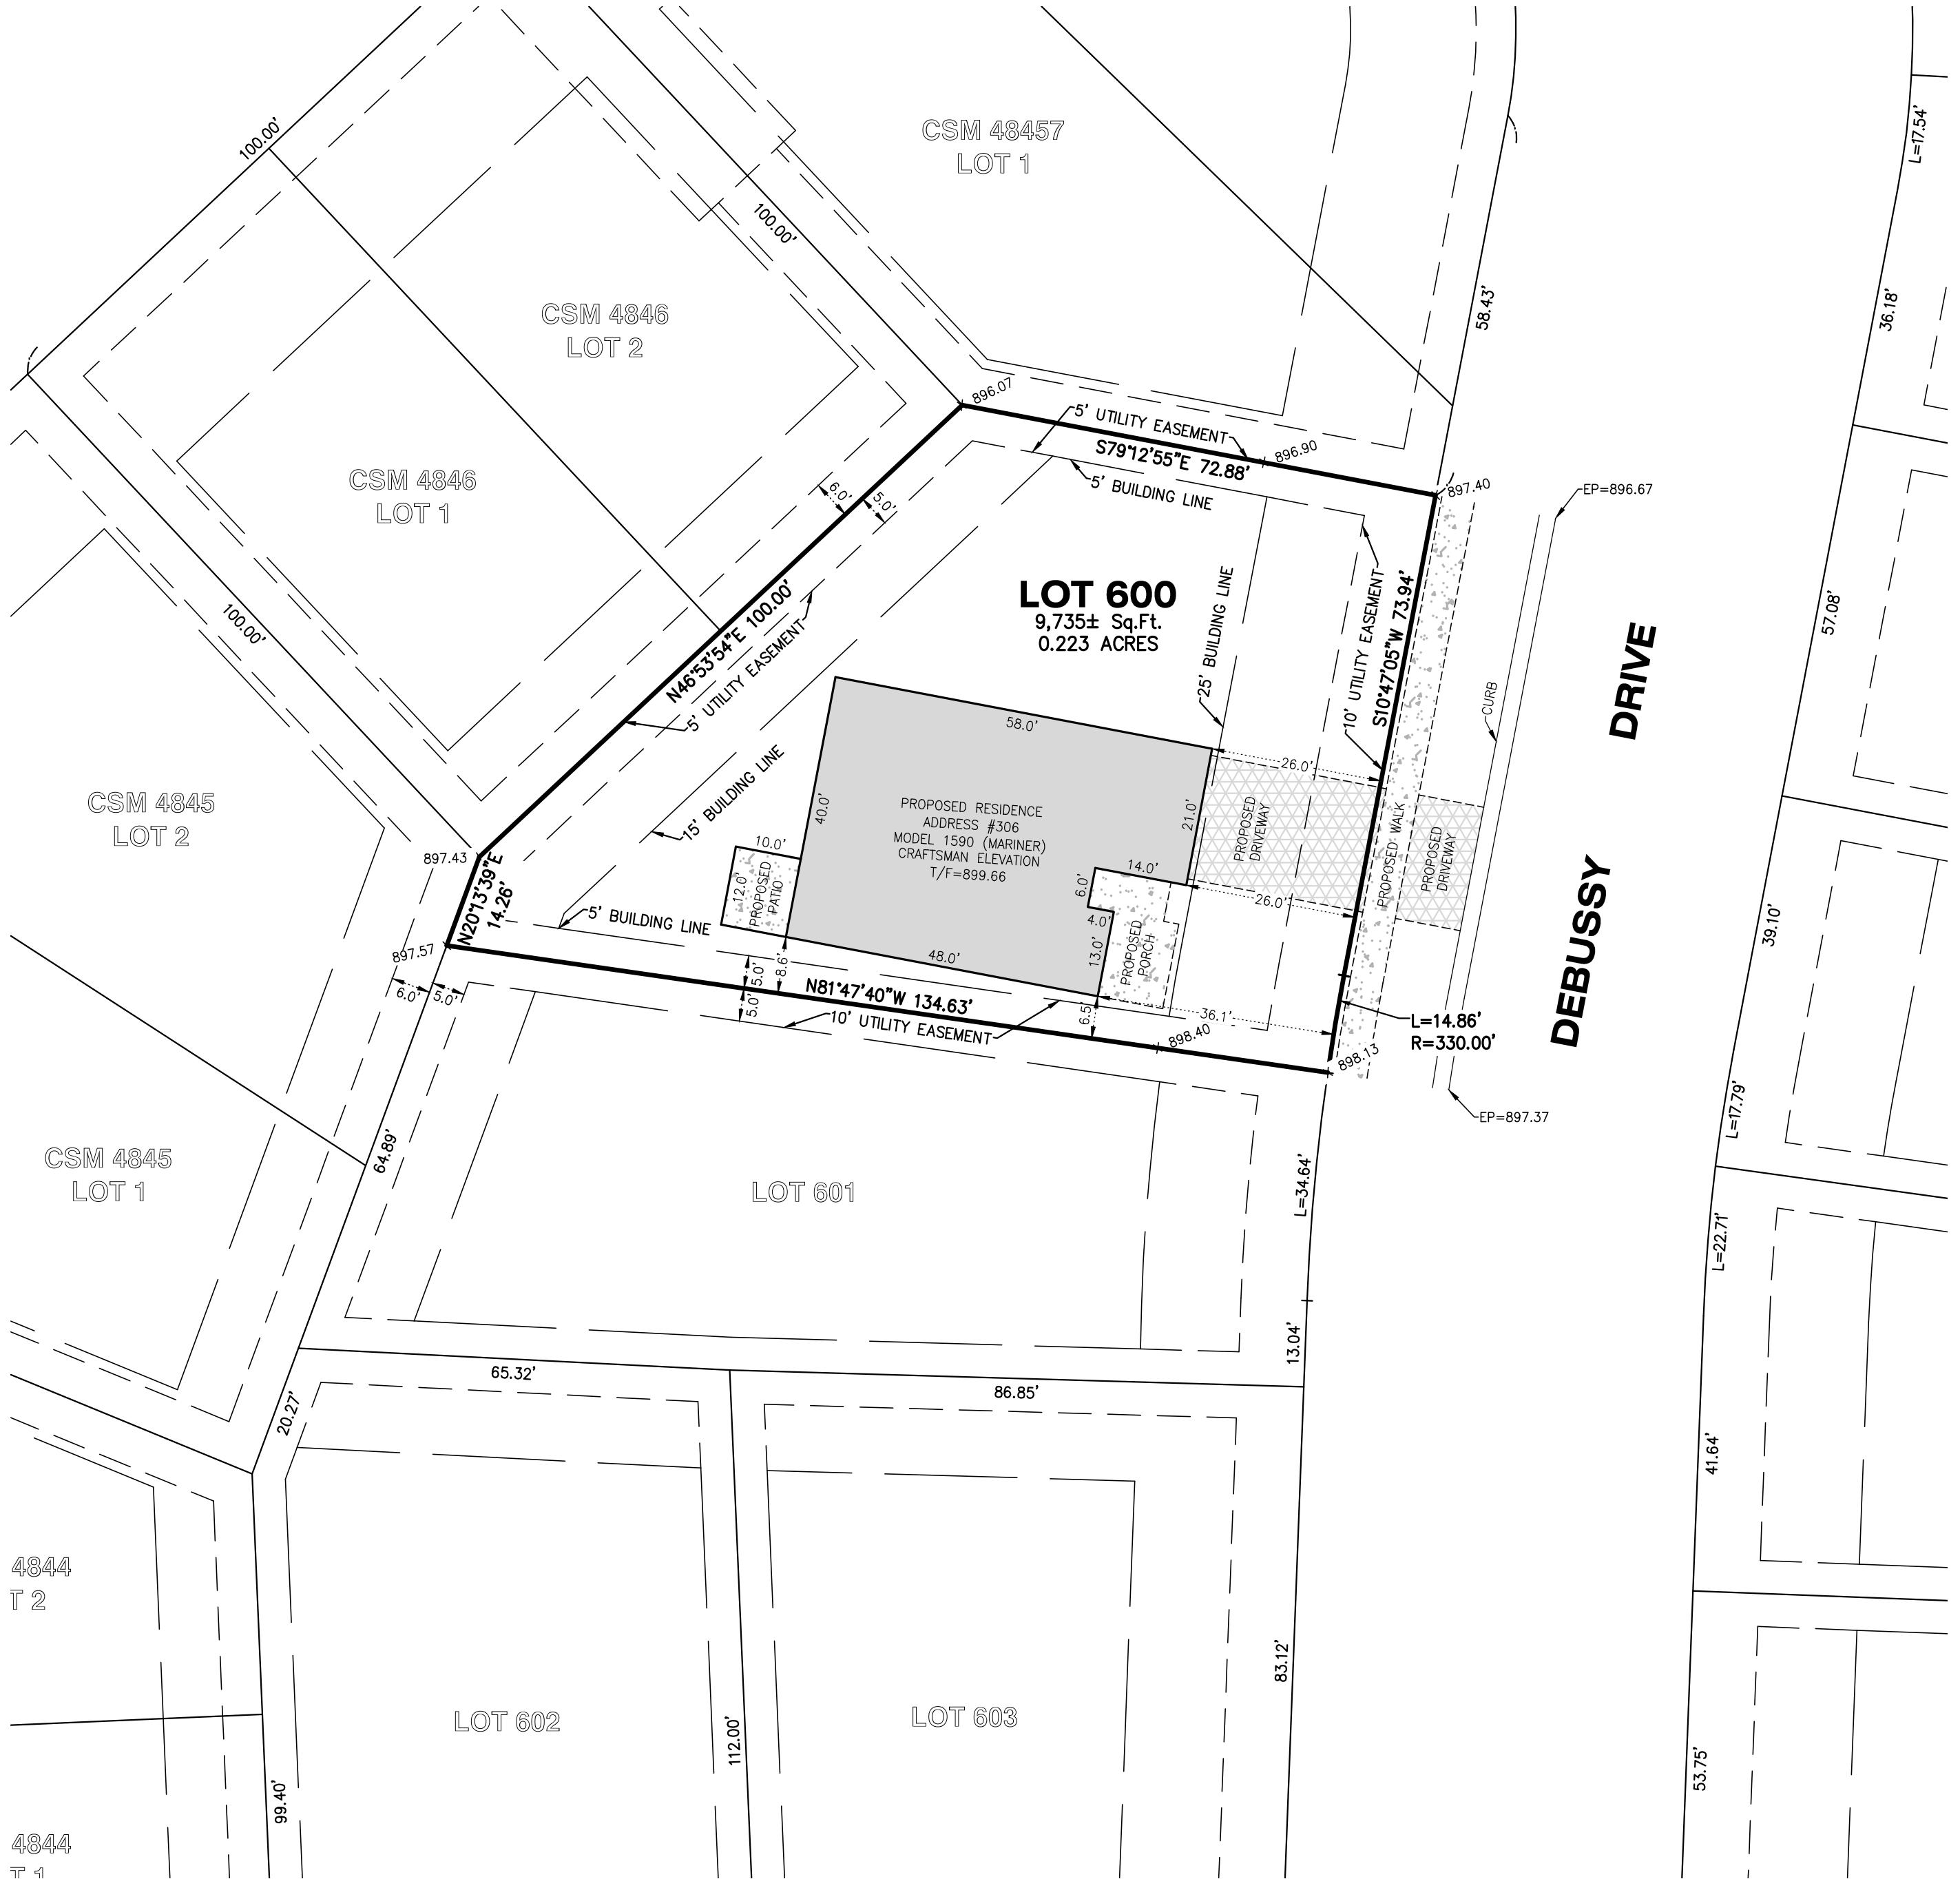 100.00'
CSM 48457
LOT 1
L=17.54'
100.00'
CSM 4846
LOT 2
58.43'
36.18'
896.07
5' UTILITY EASEMENT
896.90
S79°12'55"E 72.88'
5' BUILDING LINE
897.40
EP=896.67
CSM 4846
LOT 1
6.0'
5.0'
LOT 600
9,735± Sq.Ft.
0.223 ACRES
25' BUILDING LINE
10' UTILITY EASEMENT
S10°47'05"W 73.94'
100.00'
N46°53'54"E 100.00'
5' UTILITY EASEMENT
57.08'
CURB
DEBUSSY DRIVE
15' BUILDING LINE
58.0'
26.0'
CSM 4845
LOT 2
40.0'
PROPOSED RESIDENCE
ADDRESS #306
MODEL 1590 (MARINER)
CRAFTSMAN ELEVATION
T/F=899.66
21.0'
PROPOSED
DRIVEWAY
PROPOSED WALK
PROPOSED
DRIVEWAY
897.43
10.0'
12.0'
PROPOSED
PATIO
14.0'
6.0'
4.0'
26.0'
N20°13'39"E
14.26'
5' BUILDING LINE
13.0'
PROPOSED
PORCH
39.10'
897.57
48.0'
6.0'
5.0'
5.0'
8.6'
5.0'
N81°47'40"W 134.63'
10' UTILITY EASEMENT
6.5'
36.1'
898.40
L=14.86'
R=330.00'
898.13
EP=897.37
L=17.79'
64.89'
CSM 4845
LOT 1
LOT 601
L=34.64'
L=22.71'
13.04'
65.32'
86.85'
20.27'
41.64'
4844
T 2
83.12'
LOT 602
LOT 603
112.00'
53.75'
99.40'
4844
T 1